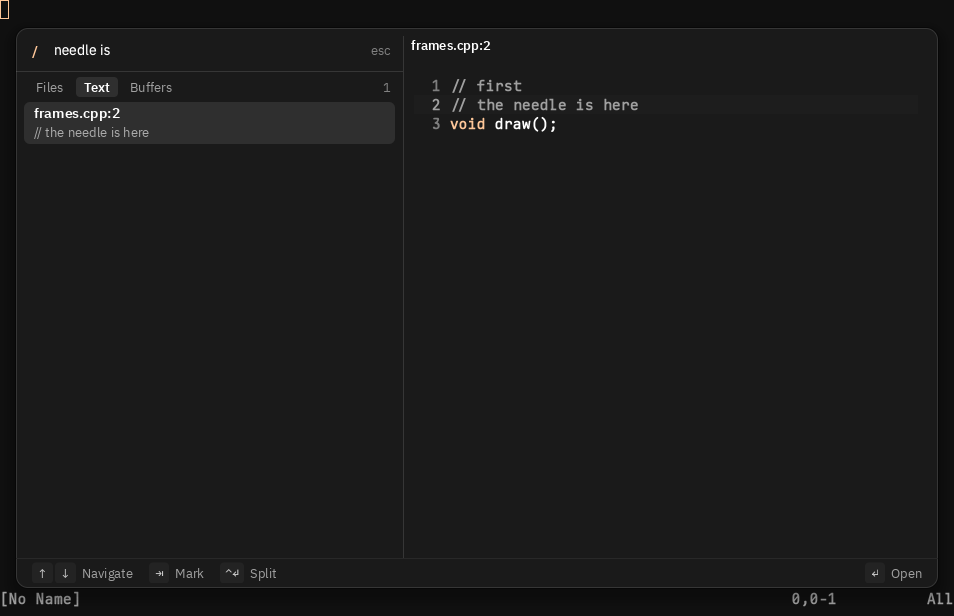 / needle is esc
Files Text Buffers 1
frames.cpp:2
// the needle is here
frames.cpp:2
1 // first
2 // the needle is here
3 void draw();
↑ ↓ Navigate ⇥ Mark ^↵ Split ↵ Open
[No Name] 0,0-1 All